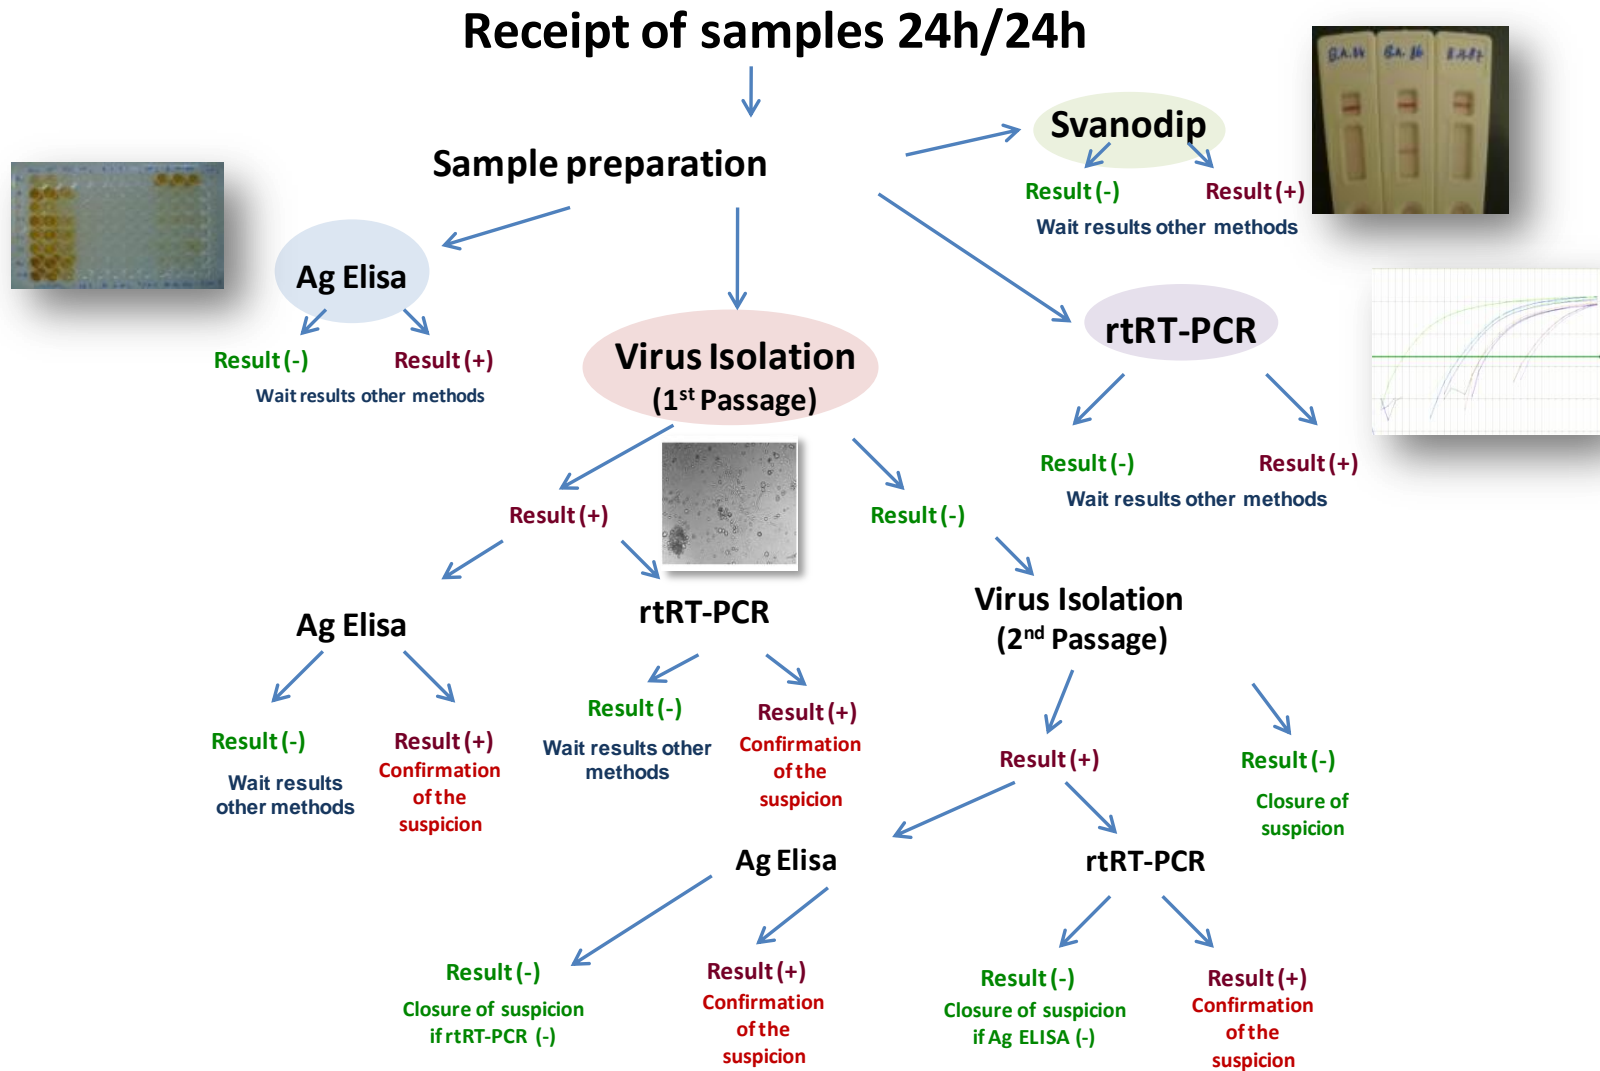 Receipt of samples 24h/24h
Sample preparation
Svanodip
Result (-)
Result (+)
Wait results other methods
Ag Elisa
Result (-)
Result (+)
Wait results other methods
Virus Isolation
(1st Passage)
rtRT-PCR
Result (-)
Result (+)
Wait results other methods
Result (+)
Result (-)
Ag Elisa
rtRT-PCR
Virus Isolation
(2nd Passage)
Result (-)
Wait results
other methods
Result (+)
Confirmation
of the
suspicion
Result (-)
Wait results other
methods
Result (+)
Confirmation
of the
suspicion
Result (+)
Result (-)
Closure of
suspicion
Ag Elisa
rtRT-PCR
Result (-)
Closure of suspicion
if rtRT-PCR (-)
Result (+)
Confirmation
of the
suspicion
Result (-)
Closure of suspicion
if Ag ELISA (-)
Result (+)
Confirmation
of the
suspicion